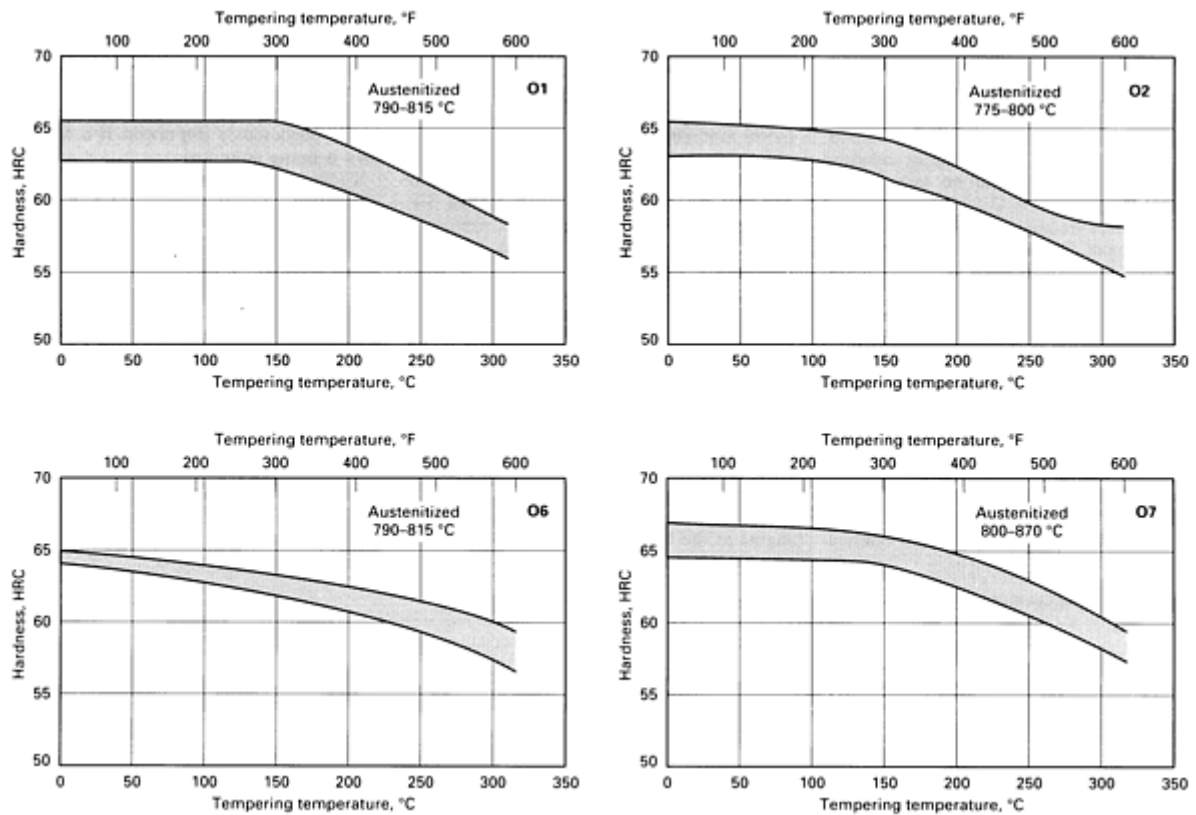 Tempering temperature, °F
100 200 300 400 500 600
70
Austenitized
790–815 °C
O1
65
60
55
50
Hardness, HRC
0 50 100 150 200 250 300 350
Tempering temperature, °C
Tempering temperature, °F
100 200 300 400 500 600
70
Austenitized
775–800 °C
O2
65
60
55
50
Hardness, HRC
0 50 100 150 200 250 300 350
Tempering temperature, °C
Tempering temperature, °F
100 200 300 400 500 600
70
Austenitized
790–815 °C
O6
65
60
55
50
Hardness, HRC
0 50 100 150 200 250 300 350
Tempering temperature, °C
Tempering temperature, °F
100 200 300 400 500 600
70
Austenitized
800–870 °C
O7
65
60
55
50
Hardness, HRC
0 50 100 150 200 250 300 350
Tempering temperature, °C